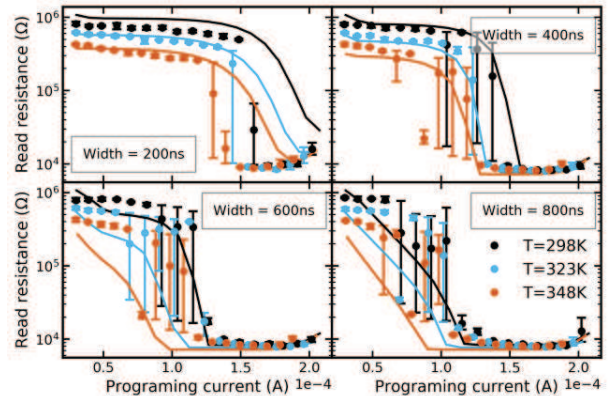 10⁶
10⁵
10⁴
Read resistance (Ω)
Width = 200ns
Width = 400ns
10⁶
10⁵
10⁴
Read resistance (Ω)
Width = 600ns
Width = 800ns
T=298K
T=323K
T=348K
0.5 1.0 1.5 2.0
0.5 1.0 1.5 2.0
Programing current (A) 1e−4
Programing current (A) 1e−4